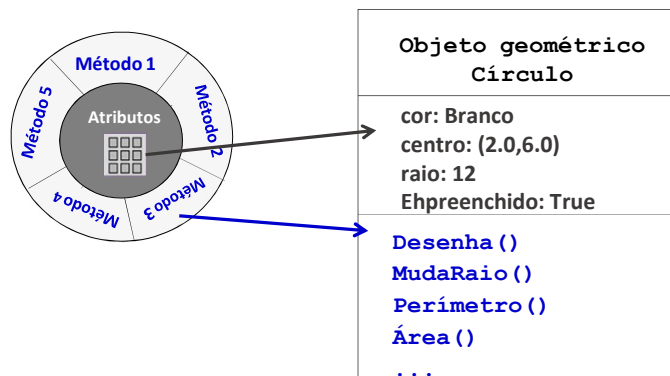 Método 1
Método 2
Método 3
Método 4
Método 5
Atributos
Objeto geométrico
Círculo
cor: Branco
centro: (2.0,6.0)
raio: 12
Ehpreenchido: True
Desenha()
MudaRaio()
Perímetro()
Área()
...